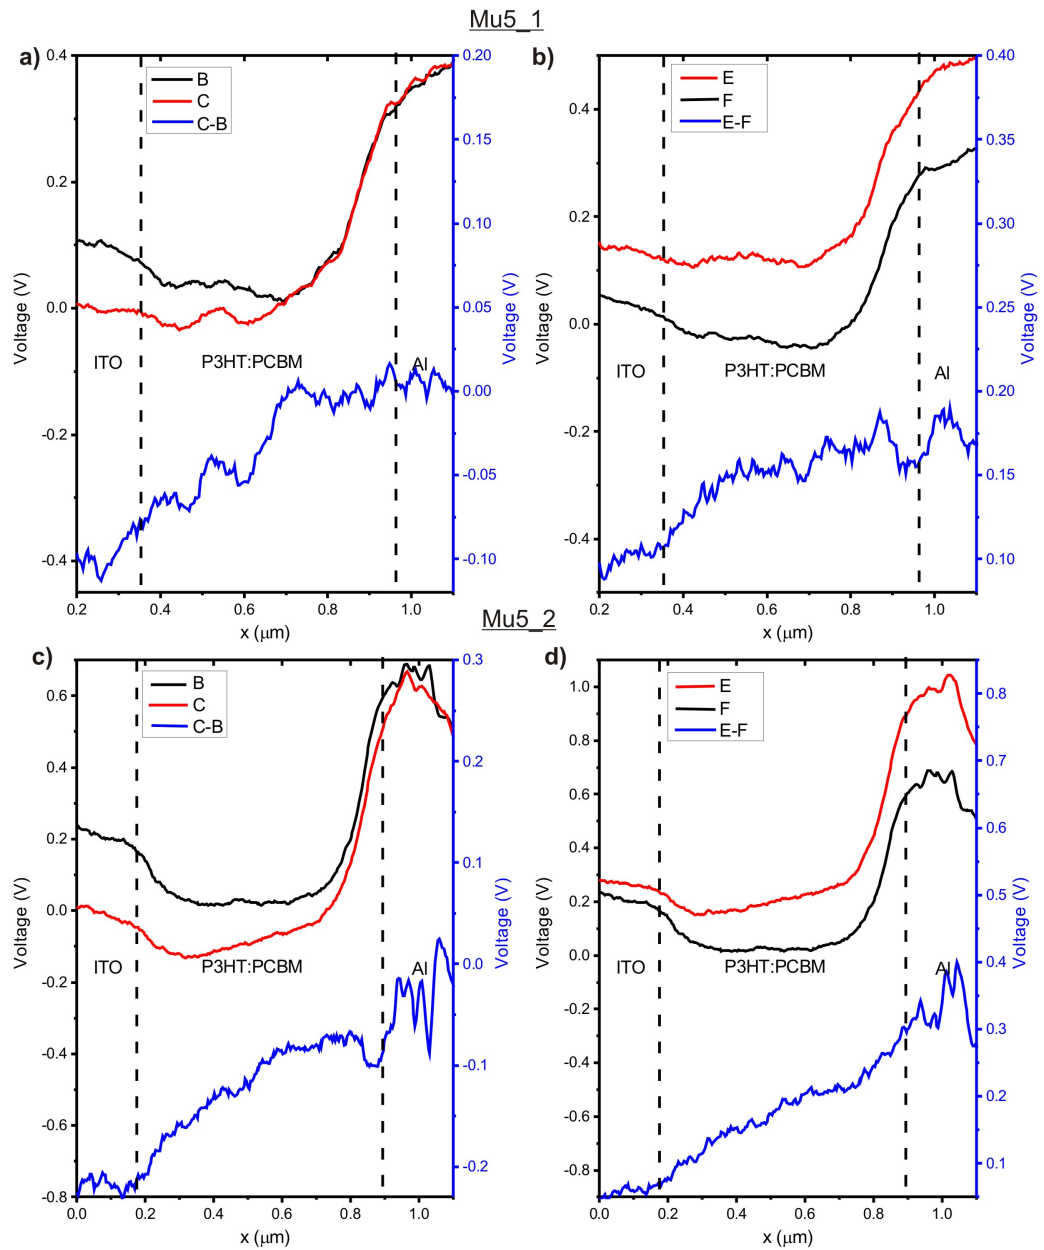 Mu5_1
a)
B
C
C-B
0.4
0.2
0.0
-0.2
-0.4
Voltage (V)
0.20
0.15
0.10
0.05
0.00
-0.05
-0.10
Voltage (V)
ITO
P3HT:PCBM
Al
0.2
0.4
0.6
0.8
1.0
x (μm)
b)
E
F
E-F
0.4
0.2
0.0
-0.2
-0.4
Voltage (V)
0.40
0.35
0.30
0.25
0.20
0.15
0.10
Voltage (V)
ITO
P3HT:PCBM
Al
0.2
0.4
0.6
0.8
1.0
x (μm)
Mu5_2
c)
B
C
C-B
0.6
0.4
0.2
0.0
-0.2
-0.4
-0.6
-0.8
Voltage (V)
0.3
0.2
0.1
0.0
-0.1
-0.2
Voltage (V)
ITO
P3HT:PCBM
Al
0.0
0.2
0.4
0.6
0.8
1.0
x (μm)
d)
E
F
E-F
1.0
0.8
0.6
0.4
0.2
0.0
-0.2
-0.4
-0.6
-0.8
Voltage (V)
0.8
0.7
0.6
0.5
0.4
0.3
0.2
0.1
Voltage (V)
ITO
P3HT:PCBM
Al
0.0
0.2
0.4
0.6
0.8
1.0
x (μm)